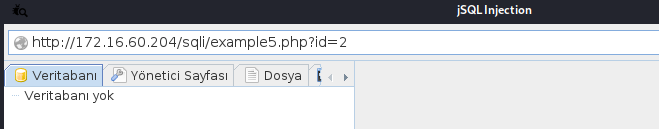 jSQL Injection
http://172.16.60.204/sqli/example5.php?id=2
Veritabanı Yönetici Sayfası Dosya
Veritabanı yok